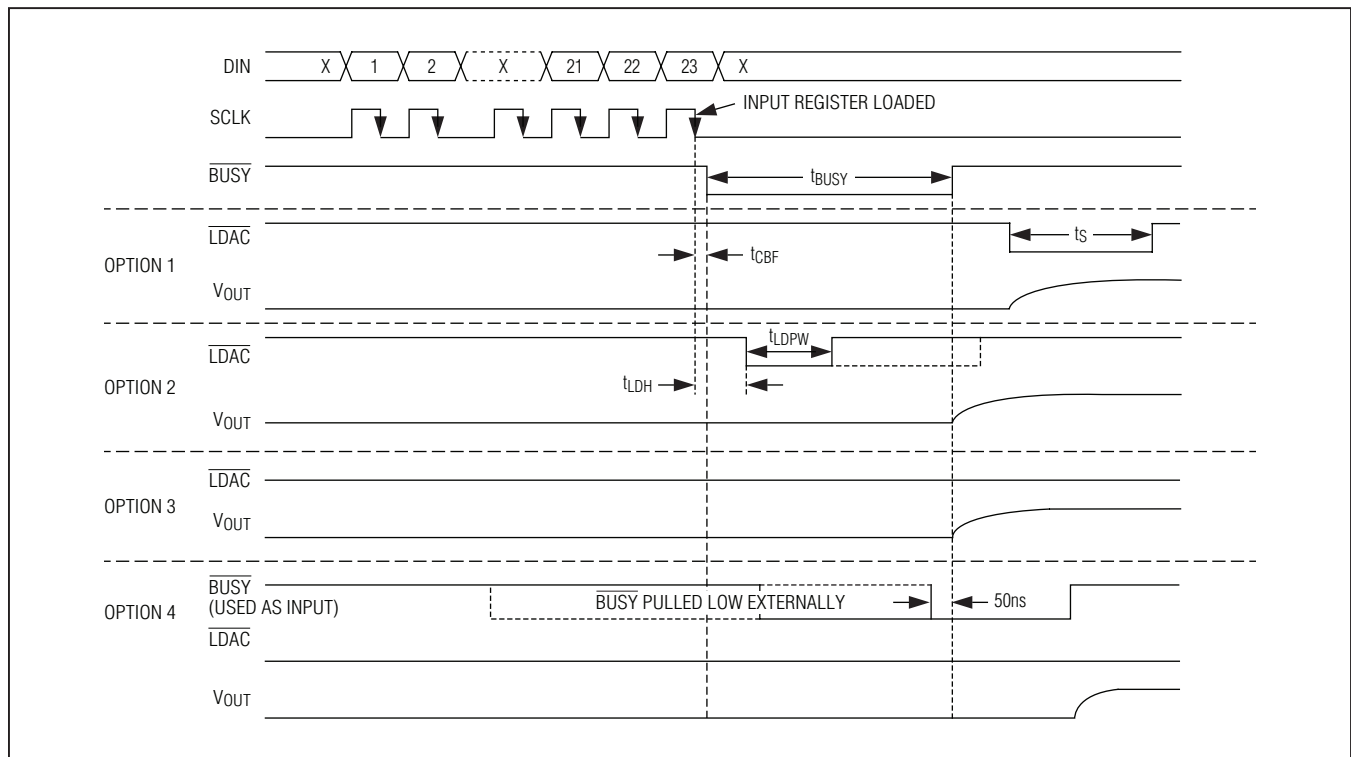 DIN X 1 2 X 21 22 23 X
SCLK INPUT REGISTER LOADED
BUSY tBUSY
OPTION 1
LDAC tS
tCBF
VOUT
OPTION 2
LDAC tLDPW
tLDH
VOUT
OPTION 3
LDAC
VOUT
OPTION 4
BUSY
(USED AS INPUT)
BUSY PULLED LOW EXTERNALLY 50ns
LDAC
VOUT